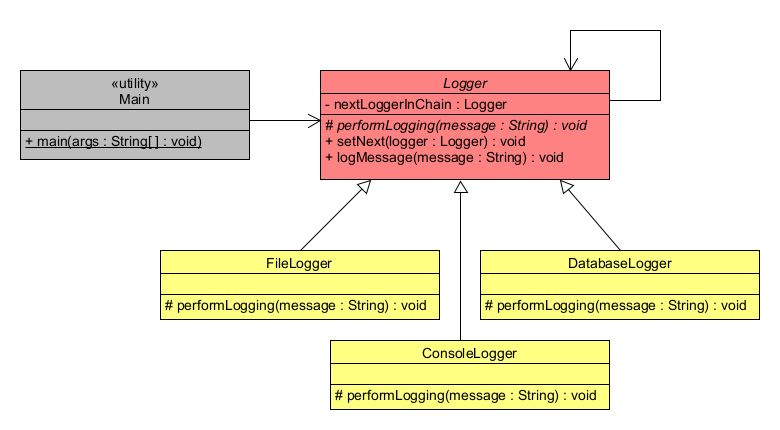 «utility»
Main
+ main(args : String[] : void)
Logger
- nextLoggerInChain : Logger
# performLogging(message : String) : void
+ setNext(logger : Logger) : void
+ logMessage(message : String) : void
FileLogger
# performLogging(message : String) : void
DatabaseLogger
# performLogging(message : String) : void
ConsoleLogger
# performLogging(message : String) : void